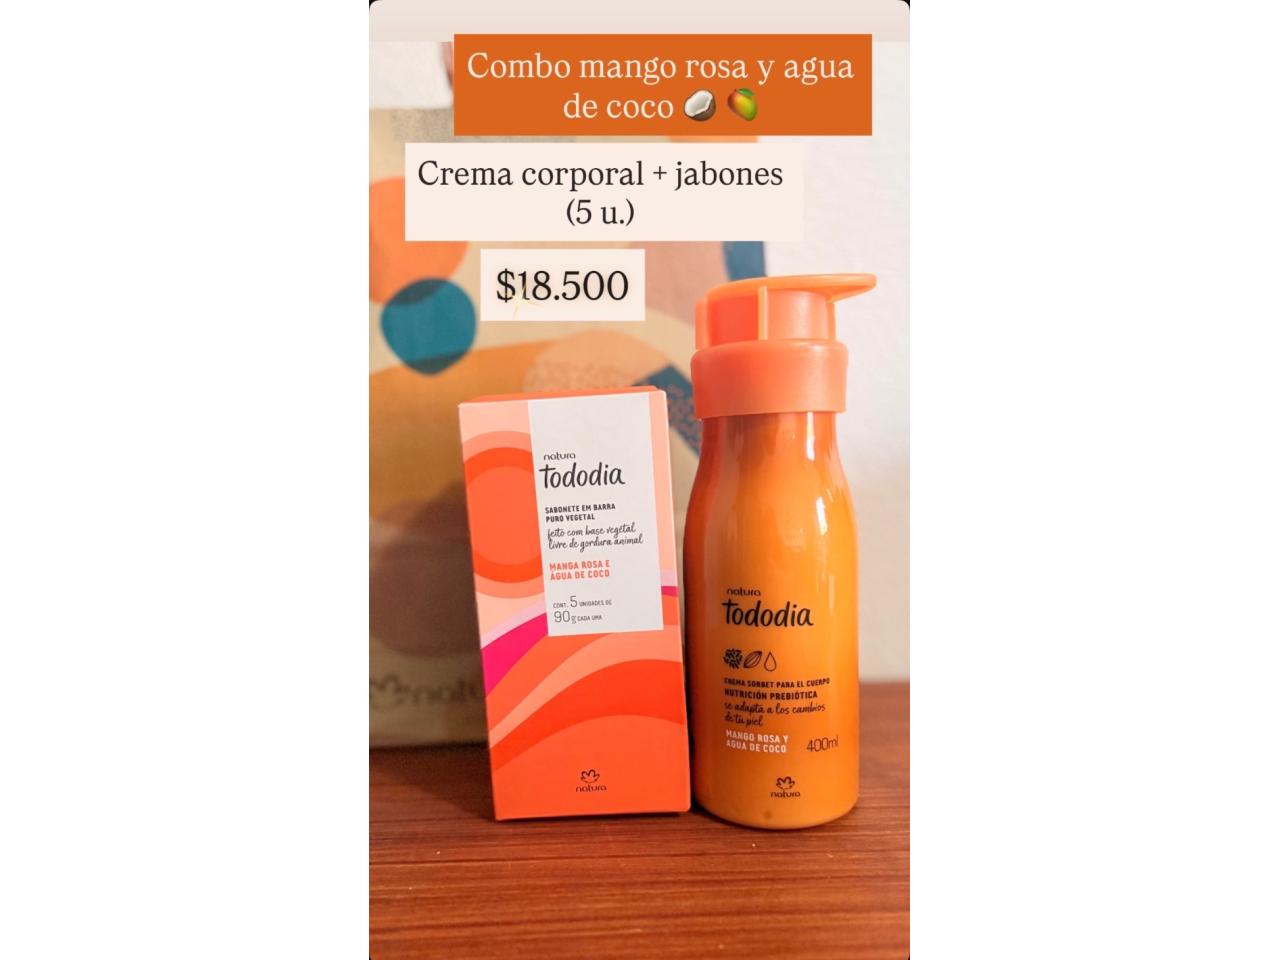 Combo mango rosa y agua
de coco 🥥 🥭
Crema corporal + jabones
(5 u.)
$18.500
natura
tododia
SABONETE EM BARRA
PURO VEGETAL
feito com base vegetal
livre de gordura animal
MANGA ROSA E
ÁGUA DE COCO
CONT. 5 UNIDADES DE
90g CADA UMA
natura
natura
tododia
CREMA SORBET PARA EL CUERPO
NUTRICIÓN PREBIÓTICA
se adapta a los cambios
de tu piel
MANGO ROSA Y
AGUA DE COCO
400ml
natura
natu